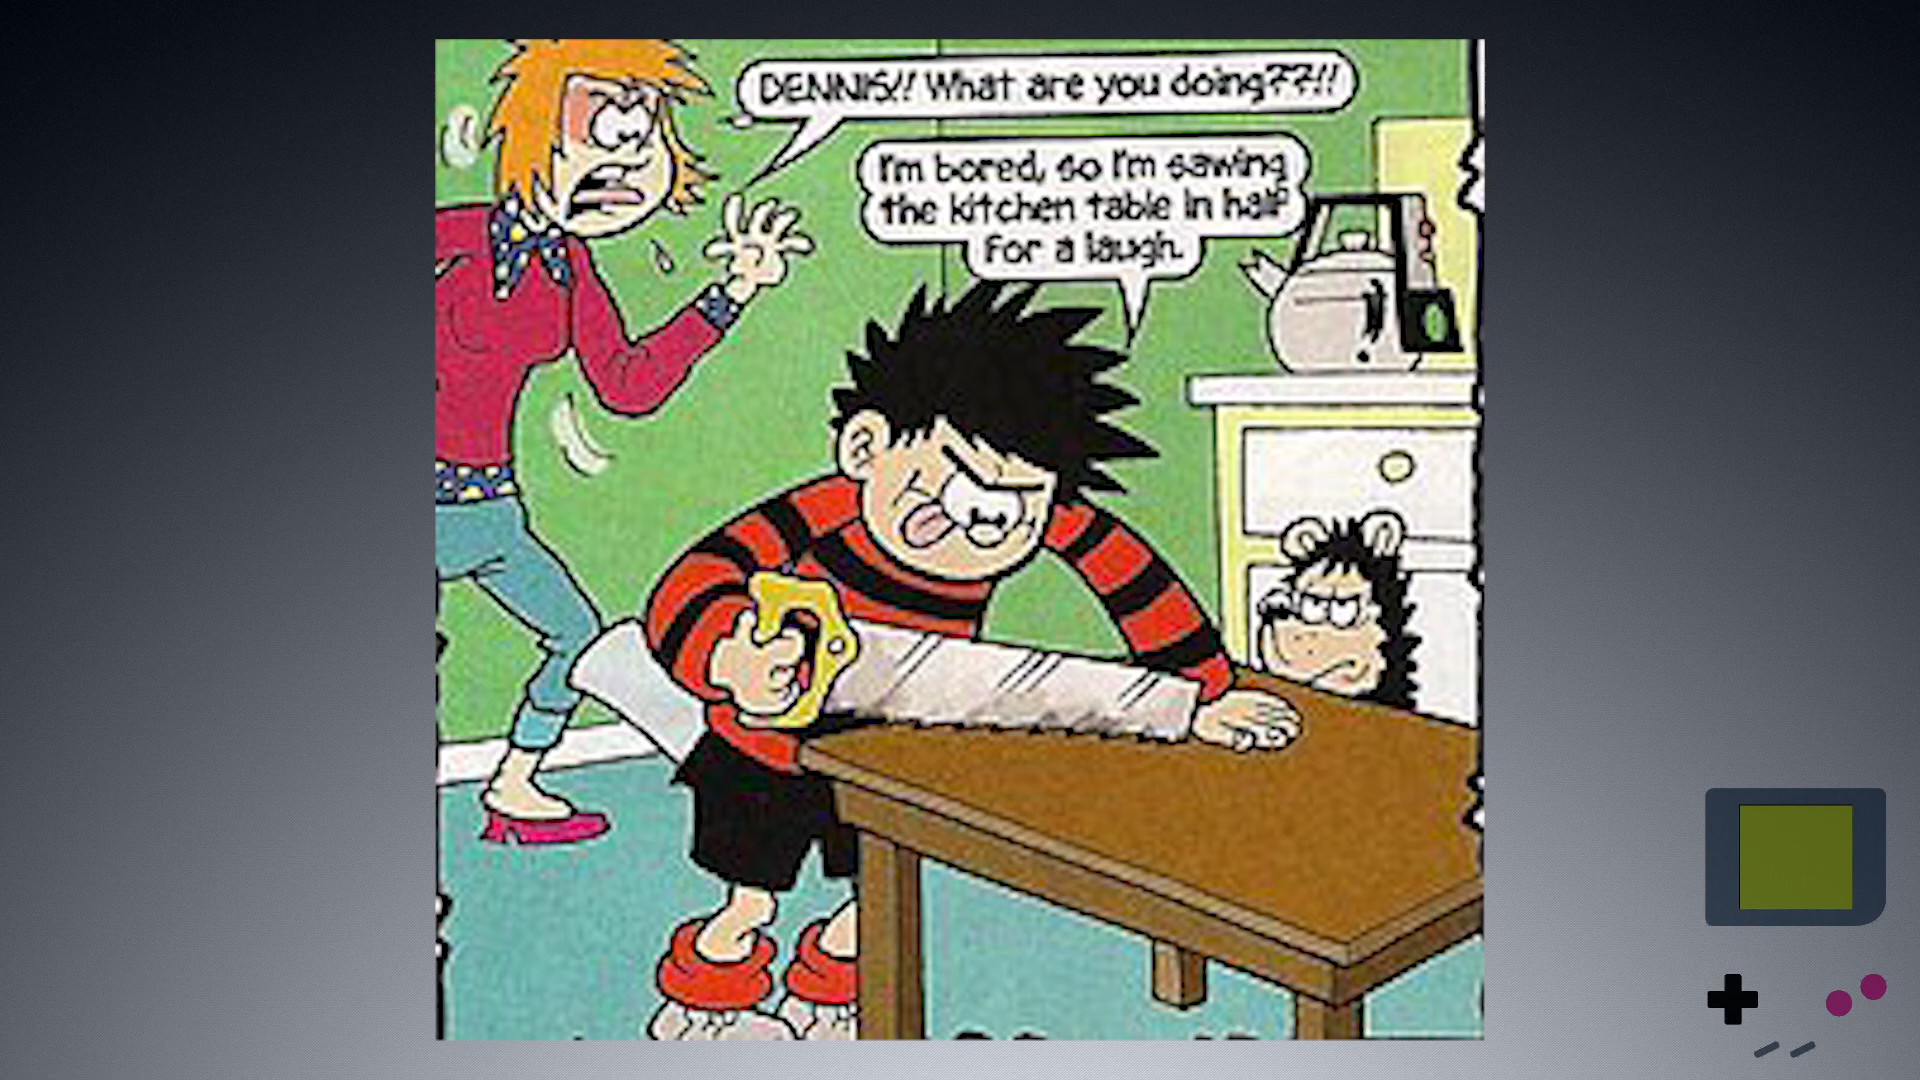 DENNIS!! What are you doing??!!
I'm bored, so I'm sawing
the kitchen table in half
for a laugh.